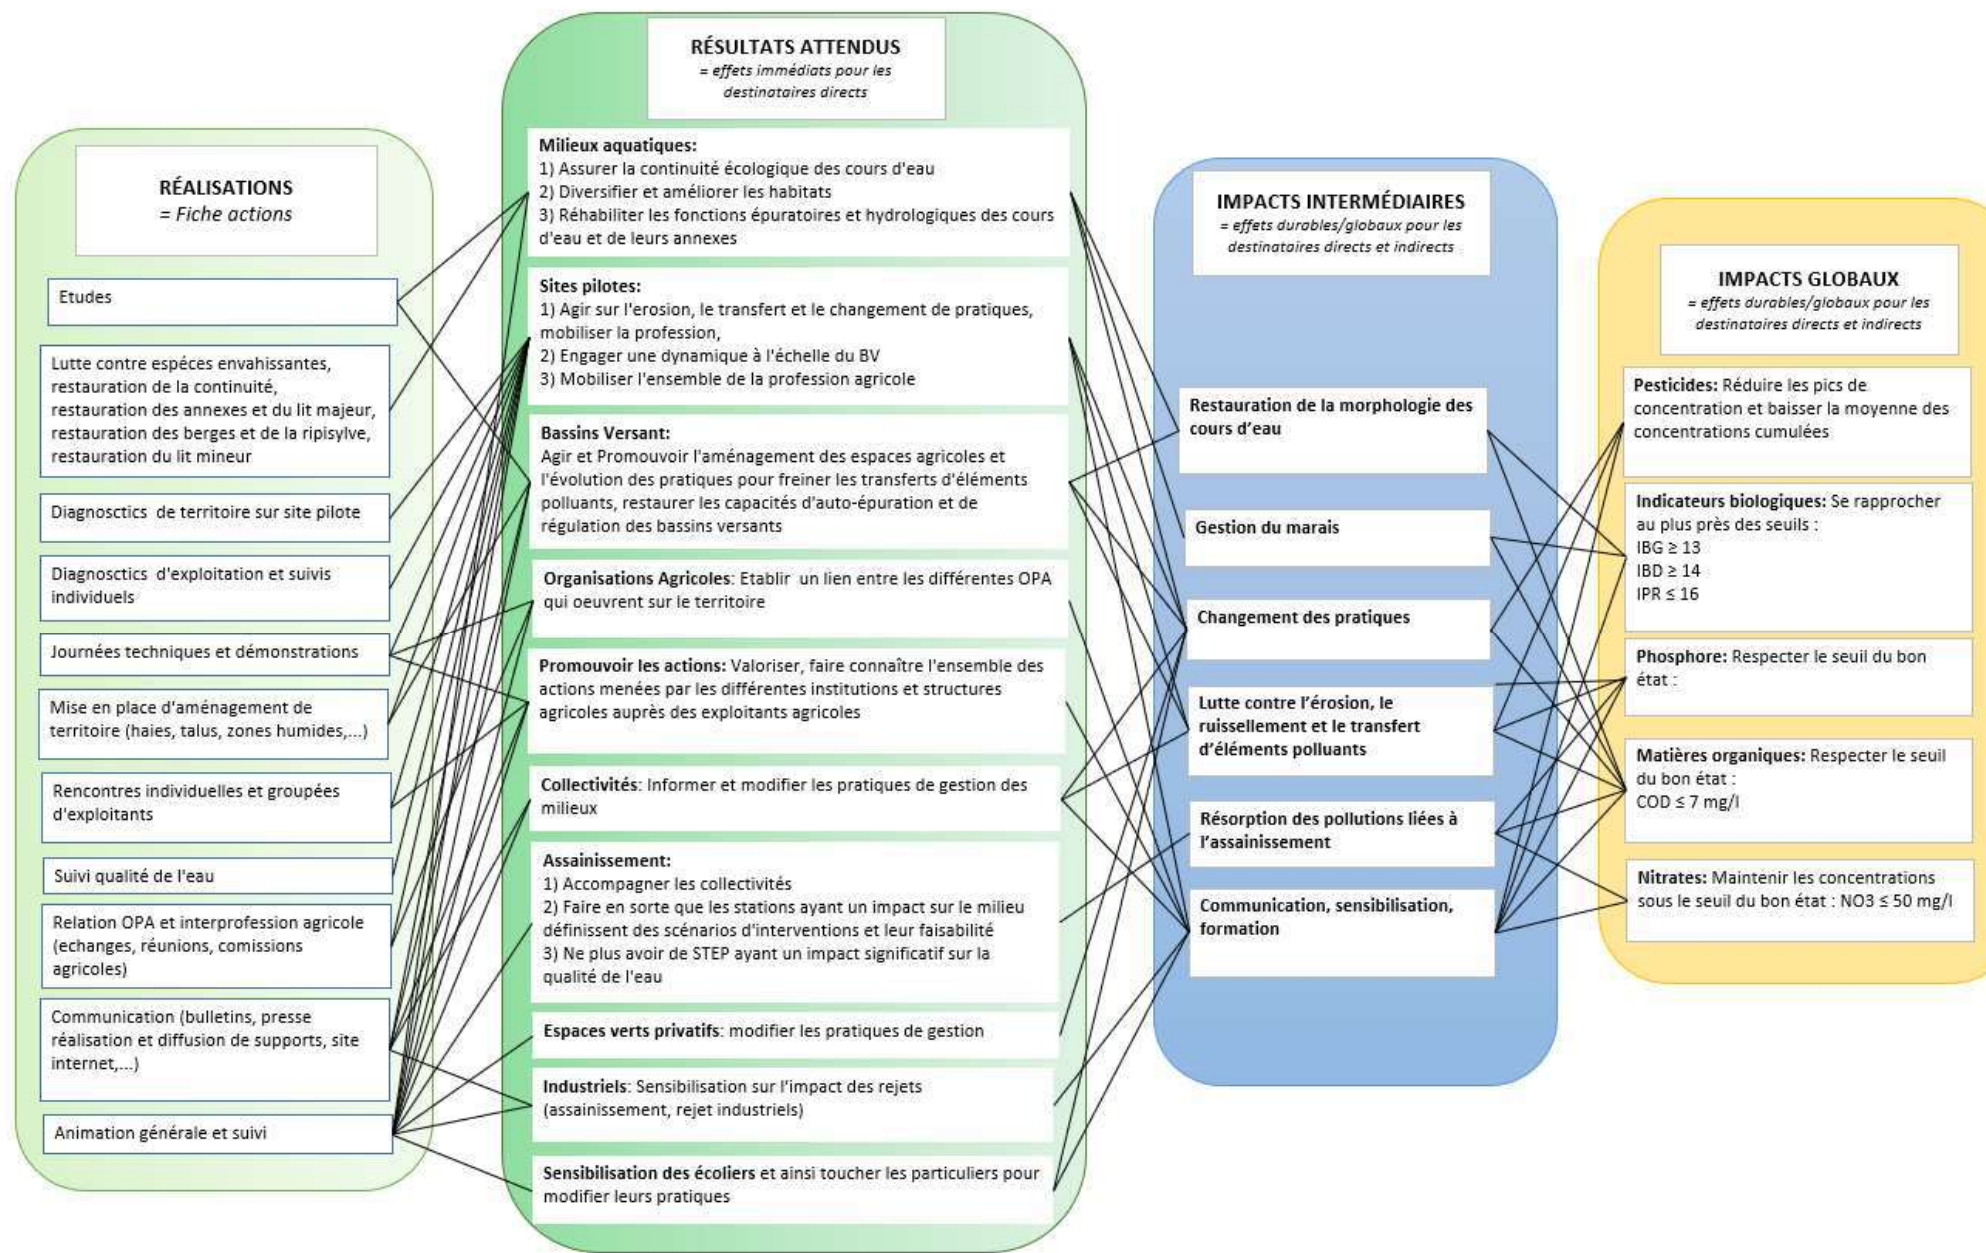 RÉALISATIONS
= Fiche actions
Etudes
Lutte contre espéces envahissantes,
restauration de la continuité,
restauration des annexes et du lit majeur,
restauration des berges et de la ripisylve,
restauration du lit mineur
Diagnosctics de territoire sur site pilote
Diagnosctics d'exploitation et suivis
individuels
Journées techniques et démonstrations
Mise en place d'aménagement de
territoire (haies, talus, zones humides,...)
Rencontres individuelles et groupées
d'exploitants
Suivi qualité de l'eau
Relation OPA et interprofession agricole
(echanges, réunions, comissions
agricoles)
Communication (bulletins, presse
réalisation et diffusion de supports, site
internet,...)
Animation générale et suivi
RÉSULTATS ATTENDUS
= effets immédiats pour les
destinataires directs
Milieux aquatiques:
1) Assurer la continuité écologique des cours d'eau
2) Diversifier et améliorer les habitats
3) Réhabiliter les fonctions épuratoires et hydrologiques des cours
d'eau et de leurs annexes
Sites pilotes:
1) Agir sur l'erosion, le transfert et le changement de pratiques,
mobiliser la profession,
2) Engager une dynamique à l'échelle du BV
3) Mobiliser l'ensemble de la profession agricole
Bassins Versant:
Agir et Promouvoir l'aménagement des espaces agricoles et
l'évolution des pratiques pour freiner les transferts d'éléments
polluants, restaurer les capacités d'auto-épuration et de
régulation des bassins versants
Organisations Agricoles: Etablir un lien entre les différentes OPA
qui oeuvrent sur le territoire
Promouvoir les actions: Valoriser, faire connaître l'ensemble des
actions menées par les différentes institutions et structures
agricoles auprès des exploitants agricoles
Collectivités: Informer et modifier les pratiques de gestion des
milieux
Assainissement:
1) Accompagner les collectivités
2) Faire en sorte que les stations ayant un impact sur le milieu
définissent des scénarios d'interventions et leur faisabilité
3) Ne plus avoir de STEP ayant un impact significatif sur la
qualité de l'eau
Espaces verts privatifs: modifier les pratiques de gestion
Industriels: Sensibilisation sur l'impact des rejets
(assainissement, rejet industriels)
Sensibilisation des écoliers et ainsi toucher les particuliers pour
modifier leurs pratiques
IMPACTS INTERMÉDIAIRES
= effets durables/globaux pour les
destinataires directs et indirects
Restauration de la morphologie des
cours d'eau
Gestion du marais
Changement des pratiques
Lutte contre l'érosion, le
ruissellement et le transfert
d'éléments polluants
Résorption des pollutions liées à
l'assainissement
Communication, sensibilisation,
formation
IMPACTS GLOBAUX
= effets durables/globaux pour les
destinataires directs et indirects
Pesticides: Réduire les pics de
concentration et baisser la moyenne des
concentrations cumulées
Indicateurs biologiques: Se rapprocher
au plus près des seuils :
IBG ≥ 13
IBD ≥ 14
IPR ≤ 16
Phosphore: Respecter le seuil du bon
état :
Matières organiques: Respecter le seuil
du bon état :
COD ≤ 7 mg/l
Nitrates: Maintenir les concentrations
sous le seuil du bon état : NO3 ≤ 50 mg/l